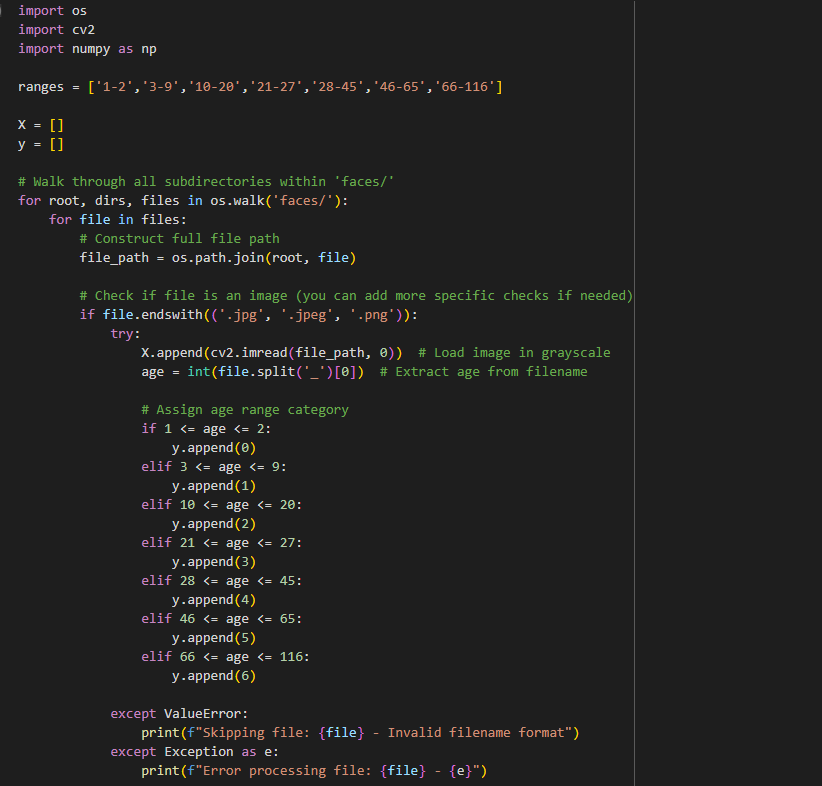 import os
import cv2
import numpy as np
ranges = ['1-2','3-9','10-20','21-27','28-45','46-65','66-116']
X = []
y = []
# Walk through all subdirectories within 'faces/'
for root, dirs, files in os.walk('faces/'):
    for file in files:
        # Construct full file path
        file_path = os.path.join(root, file)
        # Check if file is an image (you can add more specific checks if needed)
        if file.endswith(('.jpg', '.jpeg', '.png')):
            try:
                X.append(cv2.imread(file_path, 0))  # Load image in grayscale
                age = int(file.split('_')[0])  # Extract age from filename
                # Assign age range category
                if 1 <= age <= 2:
                    y.append(0)
                elif 3 <= age <= 9:
                    y.append(1)
                elif 10 <= age <= 20:
                    y.append(2)
                elif 21 <= age <= 27:
                    y.append(3)
                elif 28 <= age <= 45:
                    y.append(4)
                elif 46 <= age <= 65:
                    y.append(5)
                elif 66 <= age <= 116:
                    y.append(6)
            except ValueError:
                print(f"Skipping file: {file} - Invalid filename format")
            except Exception as e:
                print(f"Error processing file: {file} - {e}")